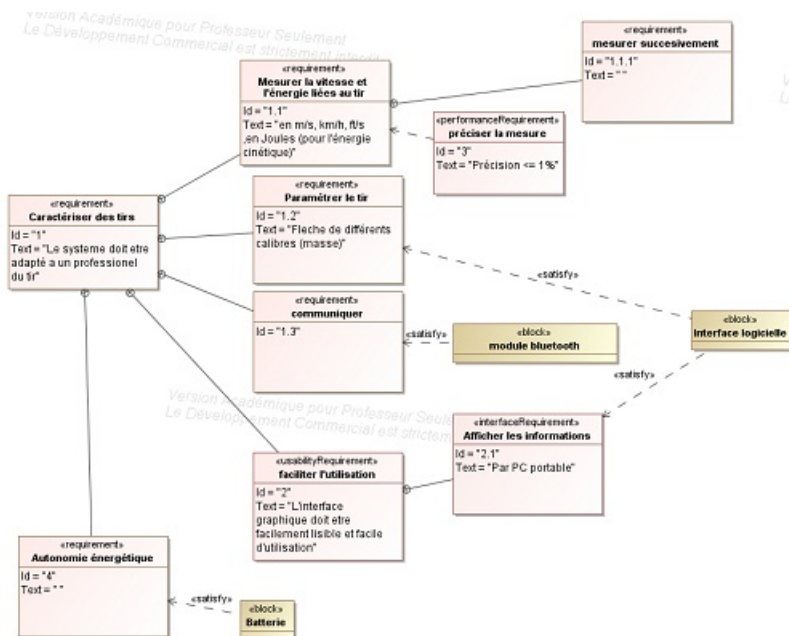 Version Académique pour Professeur Seulement
Le Développement Commercial est strictement interdit
«requirement»
mesurer succesivement
Id = "1.1.1"
Text = " "
«requirement»
Mesurer la vitesse et
l'énergie liées au tir
Id = "1.1"
Text = "en m/s, km/h, ft/s
,en Joules (pour l'énergie
cinétique)"
«performanceRequirement»
préciser la mesure
Id = "3"
Text = "Précision <= 1%"
«requirement»
Caractériser des tirs
Id = "1"
Text = "Le systeme doit etre
adapté a un professionel
du tir"
«requirement»
Paramétrer le tir
Id = "1.2"
Text = "Fleche de différents
calibres (masse)"
«satisfy»
«requirement»
communiquer
Id = "1.3"
«satisfy»
«block»
module bluetooth
«block»
interface logicielle
«satisfy»
Version Académique pour Professeur Seulement
Le Développement Commercial est strictement
«interfaceRequirement»
Afficher les informations
Id = "2.1"
Text = "Par PC portable"
«usabilityRequirement»
faciliter l'utilisation
Id = "2"
Text = "L'interface
graphique doit etre
facilement lisible et facile
d'utilisation"
«requirement»
Autonomie énergétique
Id = "4"
Text = " "
«satisfy»
«block»
Batterie